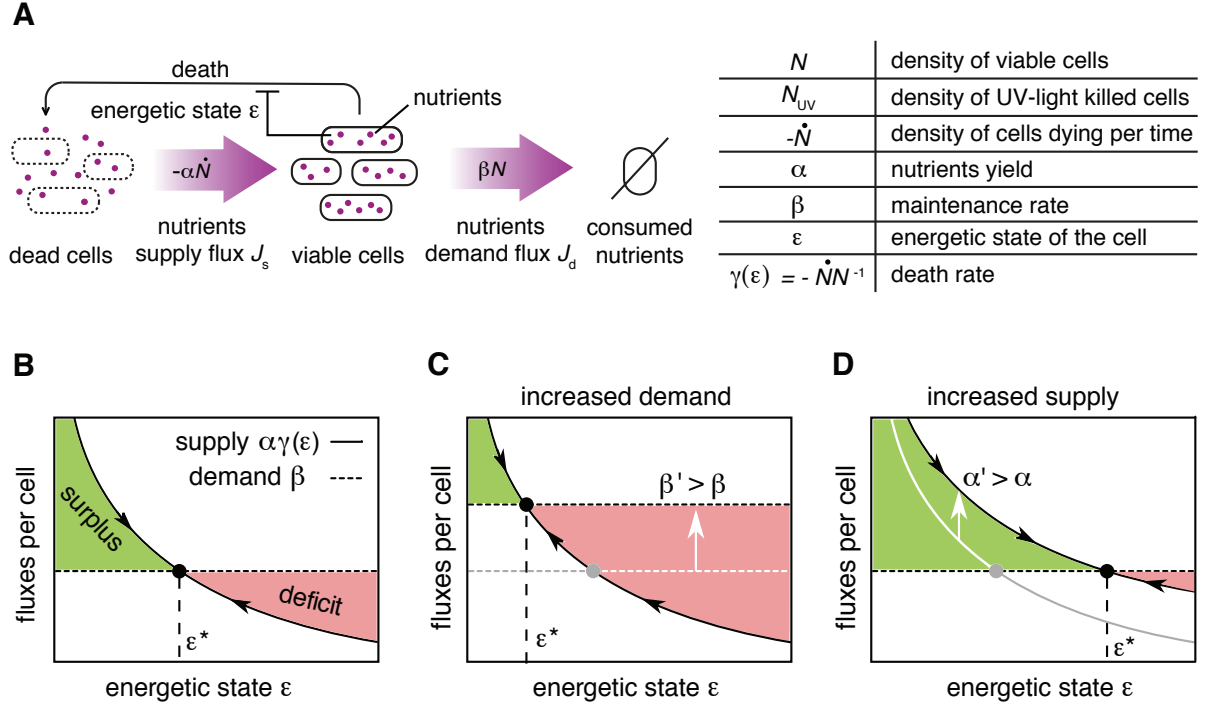 A
death
energetic state ε
nutrients
-αṄ
βN
nutrients
supply flux Js
nutrients
demand flux Jd
dead cells
viable cells
consumed
nutrients
N density of viable cells
NUV density of UV-light killed cells
-Ṅ density of cells dying per time
α nutrients yield
β maintenance rate
ε energetic state of the cell
γ(ε) = - ṄN⁻¹ death rate
B
supply αγ(ε)
demand β
surplus
deficit
ε*
fluxes per cell
energetic state ε
C
increased demand
β' > β
ε*
fluxes per cell
energetic state ε
D
increased supply
α' > α
ε*
fluxes per cell
energetic state ε